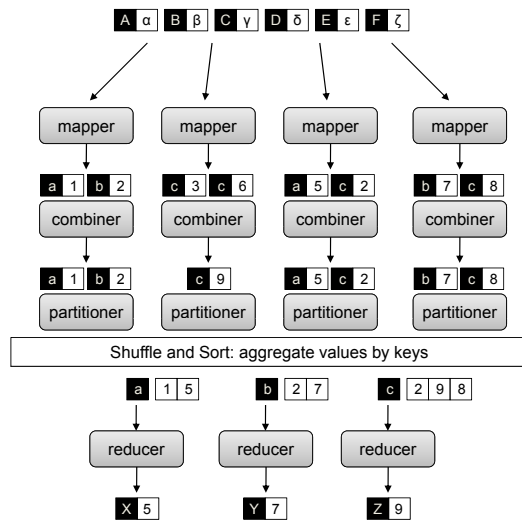 A α B β C γ D δ E ε F ζ
mapper mapper mapper mapper
a 1 b 2 c 3 c 6 a 5 c 2 b 7 c 8
combiner combiner combiner combiner
a 1 b 2 c 9 a 5 c 2 b 7 c 8
partitioner partitioner partitioner partitioner
Shuffle and Sort: aggregate values by keys
a 1 5 b 2 7 c 2 9 8
reducer reducer reducer
X 5 Y 7 Z 9